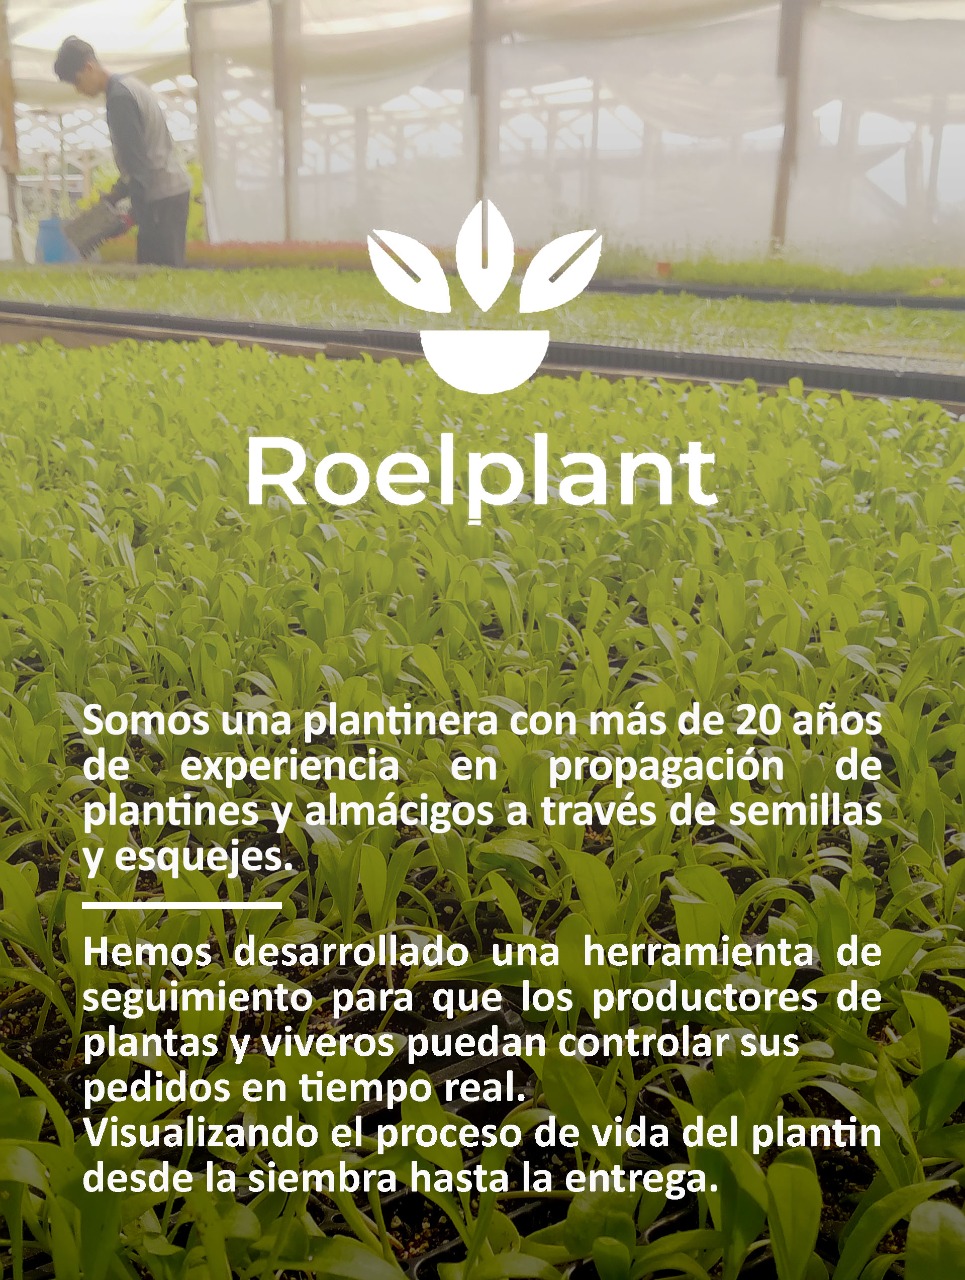 Roelplant
Somos una plantinera con más de 20 años
de experiencia en propagación de
plantines y almácigos a través de semillas
y esquejes.
Hemos desarrollado una herramienta de
seguimiento para que los productores de
plantas y viveros puedan controlar sus
pedidos en tiempo real.
Visualizando el proceso de vida del plantin
desde la siembra hasta la entrega.